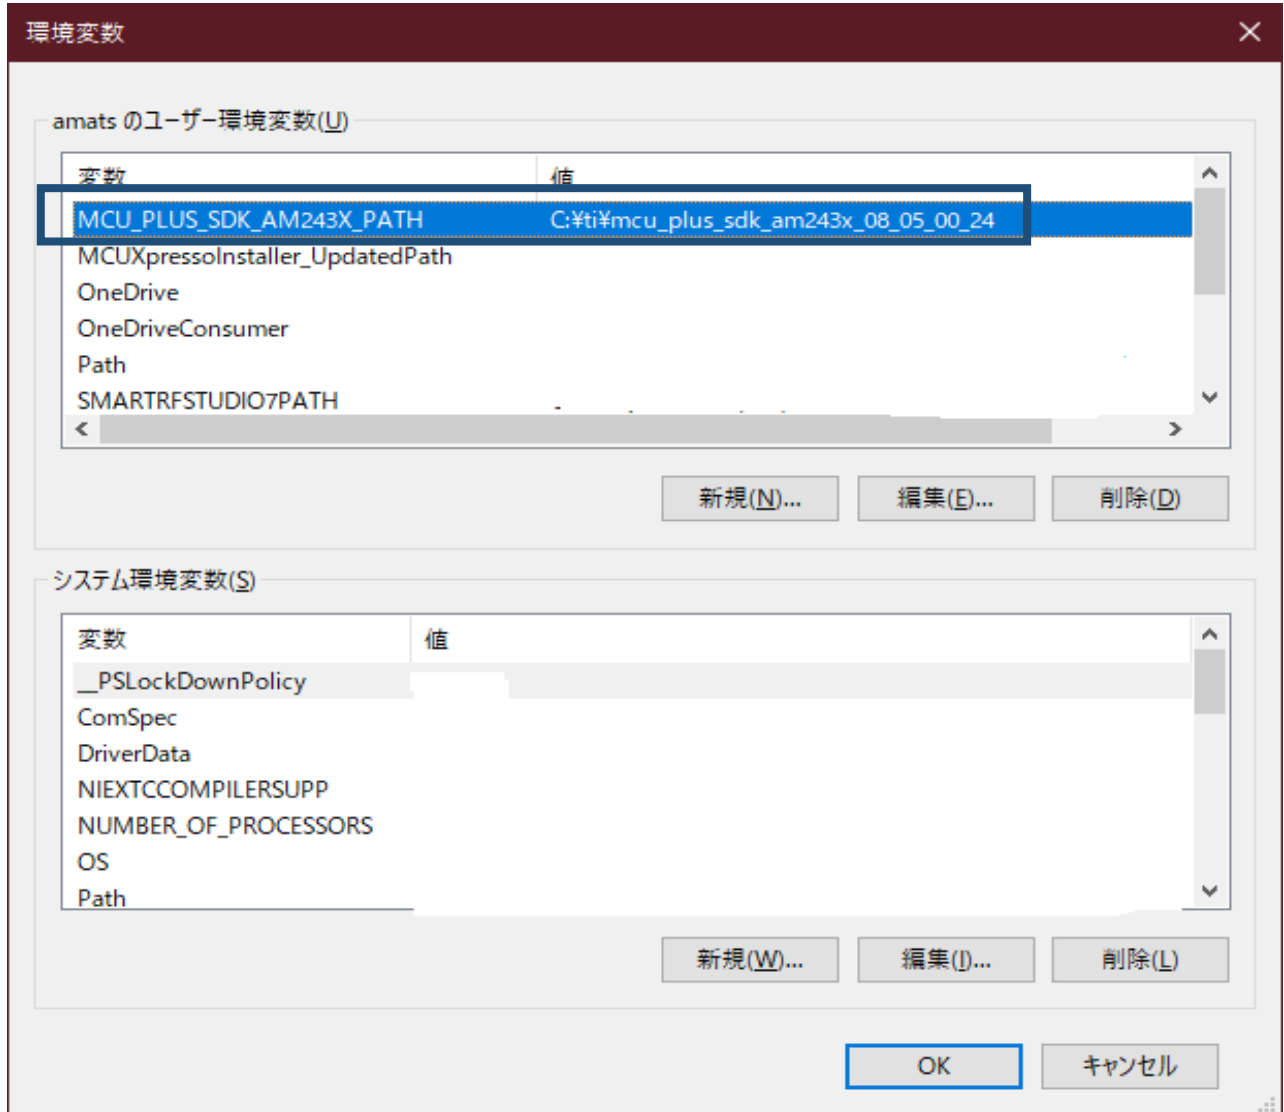 環境変数
amats のユーザー環境変数(U)
変数 値
MCU_PLUS_SDK_AM243X_PATH C:¥ti¥mcu_plus_sdk_am243x_08_05_00_24
MCUXpressoInstaller_UpdatedPath
OneDrive
OneDriveConsumer
Path
SMARTRFSTUDIO7PATH
新規(N)... 編集(E)... 削除(D)
システム環境変数(S)
変数 値
__PSLockDownPolicy
ComSpec
DriverData
NIEXTCCOMPILERSUPP
NUMBER_OF_PROCESSORS
OS
Path
新規(W)... 編集(I)... 削除(L)
OK キャンセル